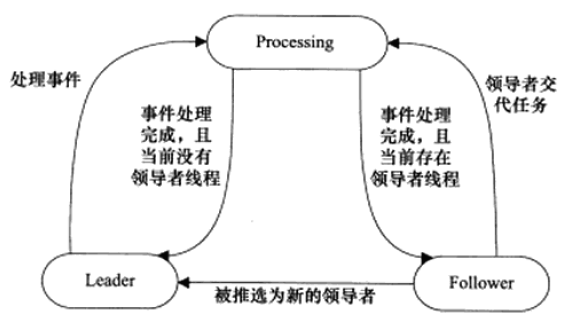 Processing
处理事件
事件处理
完成，且
当前没有
领导者线程
事件处理
完成，且
当前存在
领导者线程
领导者交
代任务
Leader
被推选为新的领导者
Follower